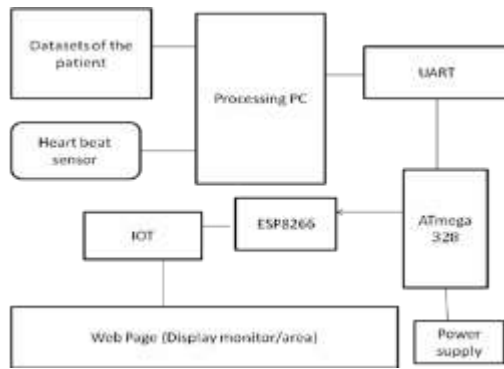 Datasets of the
patient
Processing PC
UART
Heart beat
sensor
ESP8266
ATmega
328
IOT
Web Page (Display monitor/area)
Power
supply